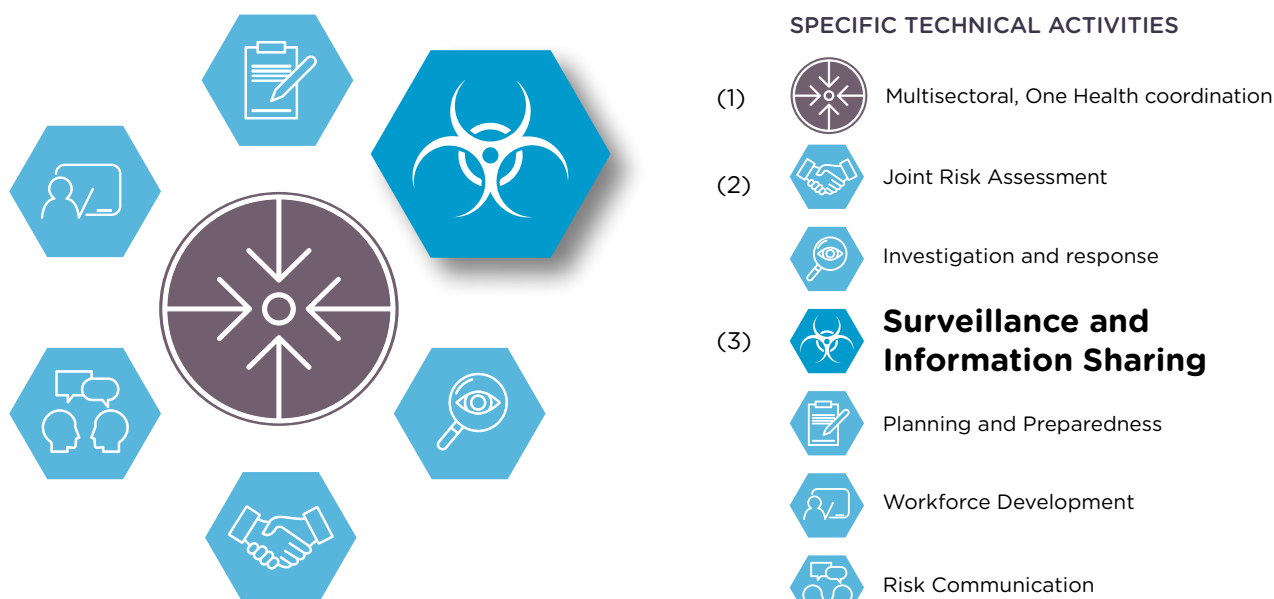 SPECIFIC TECHNICAL ACTIVITIES
(1) Multisectoral, One Health coordination
(2) Joint Risk Assessment
Investigation and response
(3) Surveillance and
Information Sharing
Planning and Preparedness
Workforce Development
Risk Communication